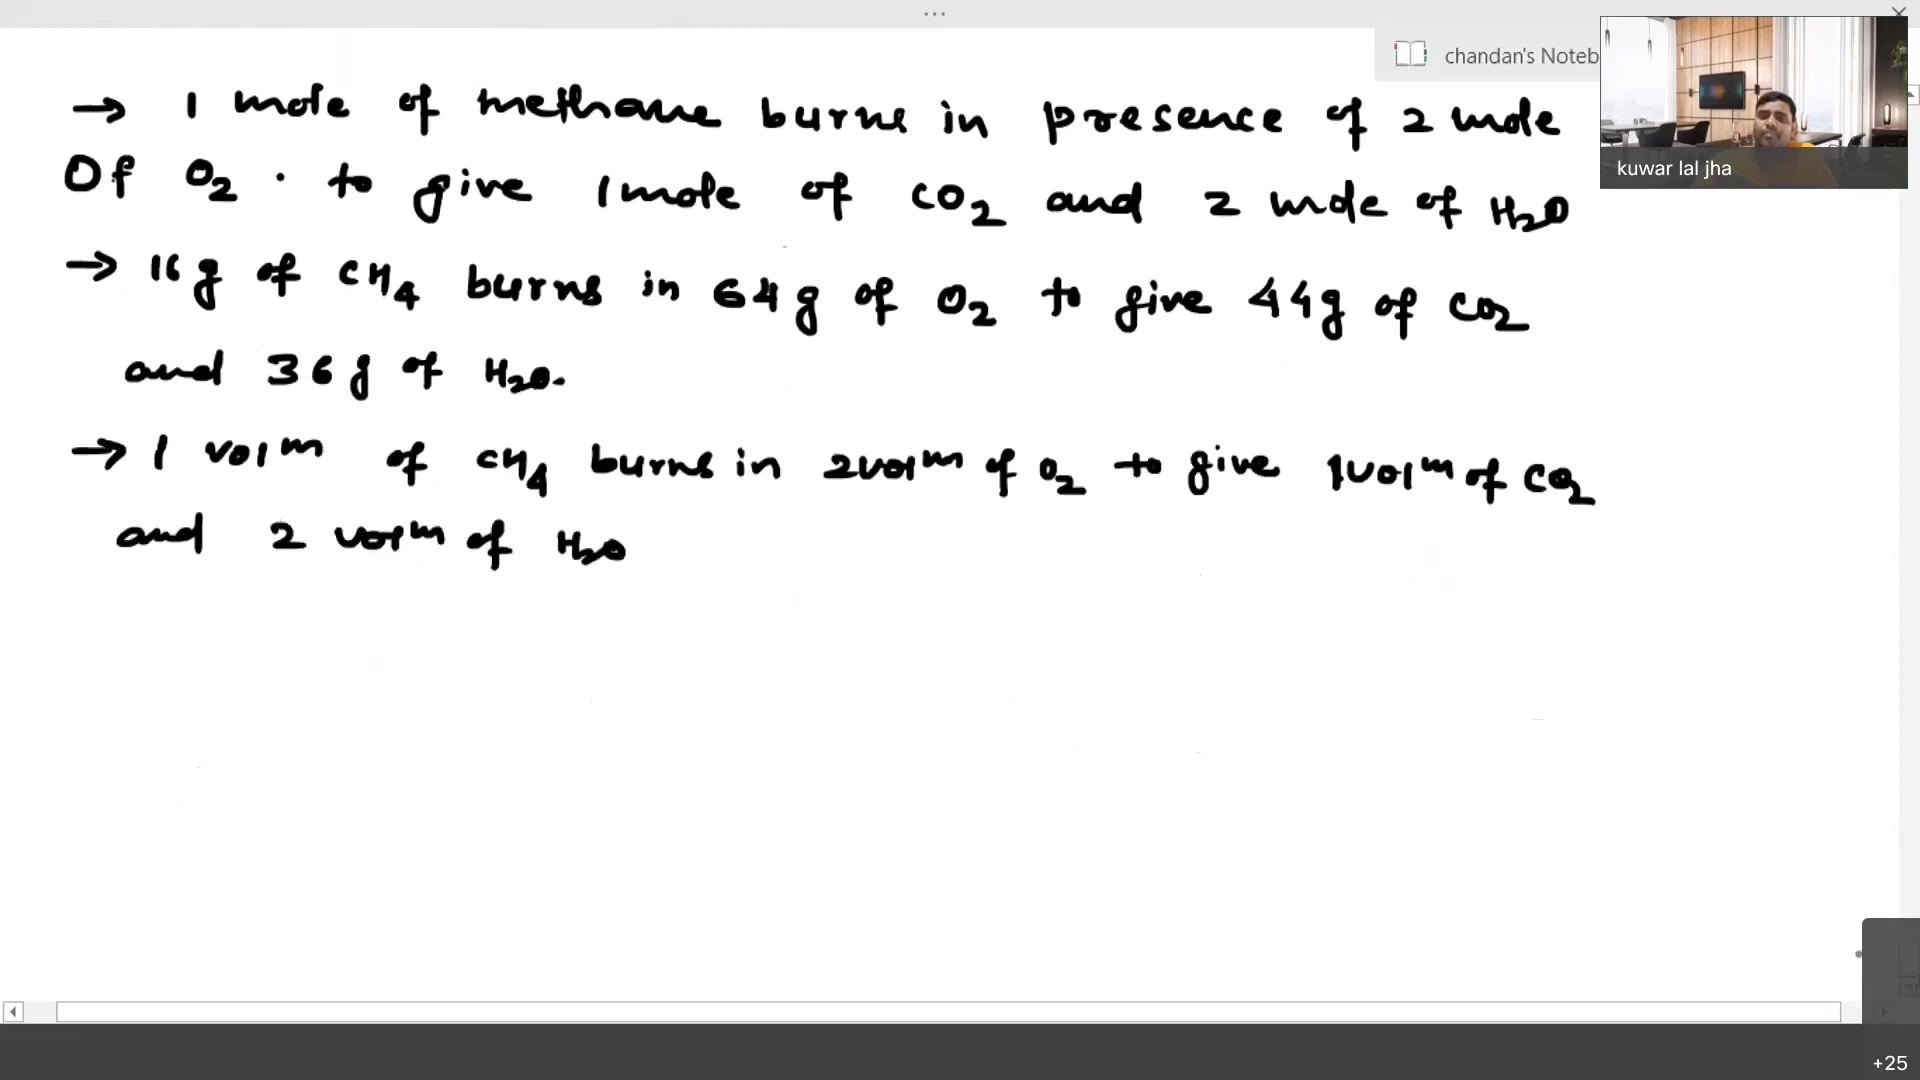 ...
chandan's Noteb
kuwar lal jha
→ 1 mole of methane burns in presence of 2 mole
Of O₂ . to give 1 mole of CO₂ and 2 mole of H₂O
→ 16 g of CH₄ burns in 64 g of O₂ to give 44g of CO₂
and 36 g of H₂O.
→ 1 volᵐ of CH₄ burns in 2 volᵐ of O₂ to give 1 volᵐ of CO₂
and 2 volᵐ of H₂O
+25